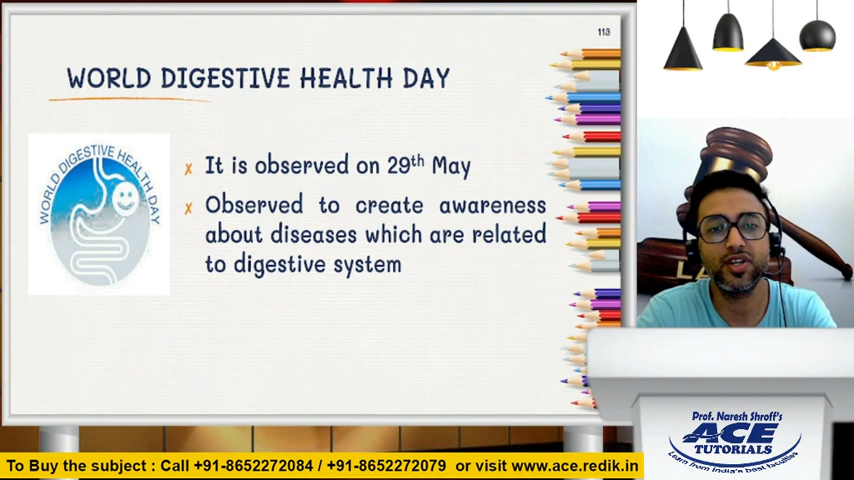 113
WORLD DIGESTIVE HEALTH DAY
WORLD DIGESTIVE HEALTH DAY
It is observed on 29th May
Observed to create awareness
about diseases which are related
to digestive system
LA
Prof. Naresh Shroff's
ACE
TUTORIALS
Learn from India's best faculties
To Buy the subject : Call +91-8652272084 / +91-8652272079 or visit www.ace.redik.in